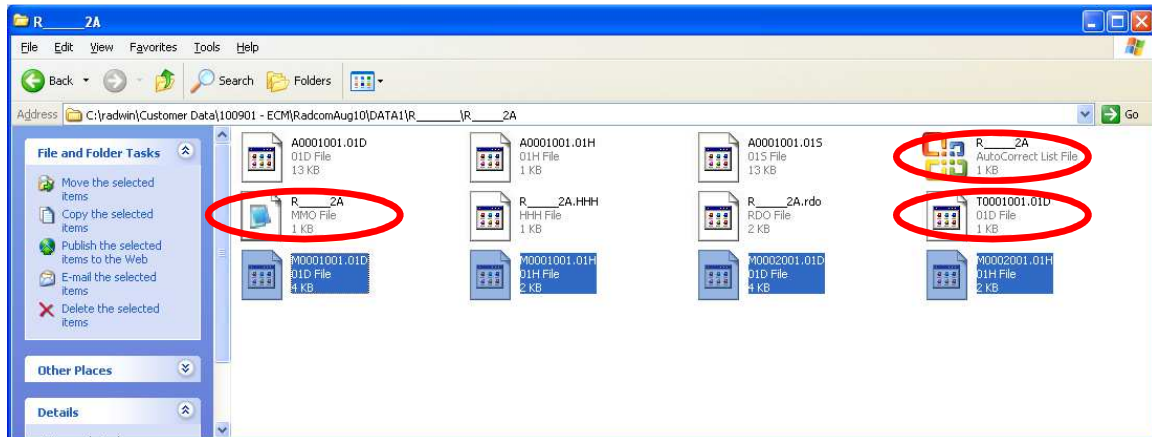 R_____2A
File Edit View Favorites Tools Help
Back Search Folders
Address C:\radwin\Customer Data\100901 - ECM\RadcomAug10\DATA1\R_______\R_____2A Go
File and Folder Tasks
Move the selected
items
Copy the selected
items
Publish the selected
items to the Web
E-mail the selected
items
Delete the selected
items
Other Places
Details
A0001001.01D
01D File
13 KB
A0001001.01H
01H File
1 KB
A0001001.01S
01S File
13 KB
R_____2A
AutoCorrect List File
1 KB
R_____2A
MMO File
1 KB
R_____2A.HHH
HHH File
1 KB
R_____2A.rdo
RDO File
2 KB
T0001001.01D
01D File
1 KB
M0001001.01D
01D File
4 KB
M0001001.01H
01H File
2 KB
M0002001.01D
01D File
4 KB
M0002001.01H
01H File
2 KB